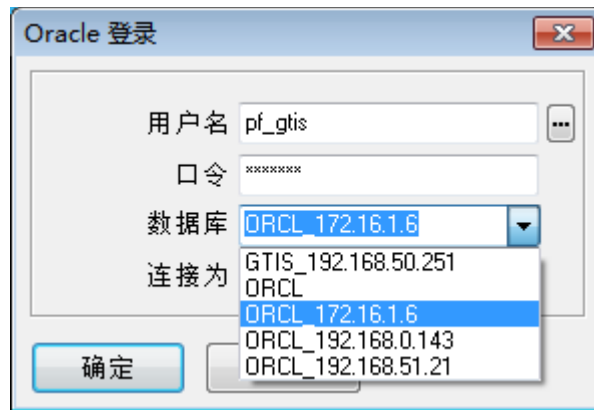 Oracle 登录
用户名 pf_gtis ...
口令 *******
数据库 ORCL_172.16.1.6
连接为
GTIS_192.168.50.251
ORCL
ORCL_172.16.1.6
ORCL_192.168.0.143
ORCL_192.168.51.21
确定